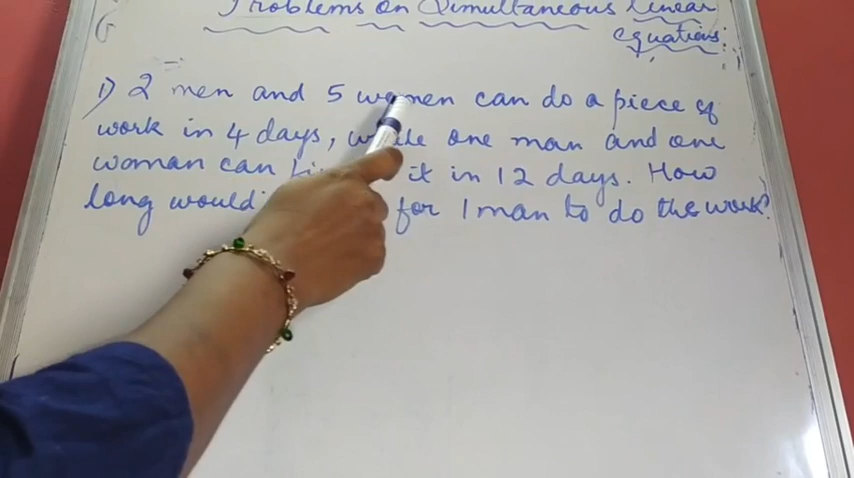 Problems on Simultaneous linear
equations:
1) 2 men and 5 women can do a piece of
work in 4 days, while one man and one
woman can it in 12 days. How
long would for 1 man to do the work?